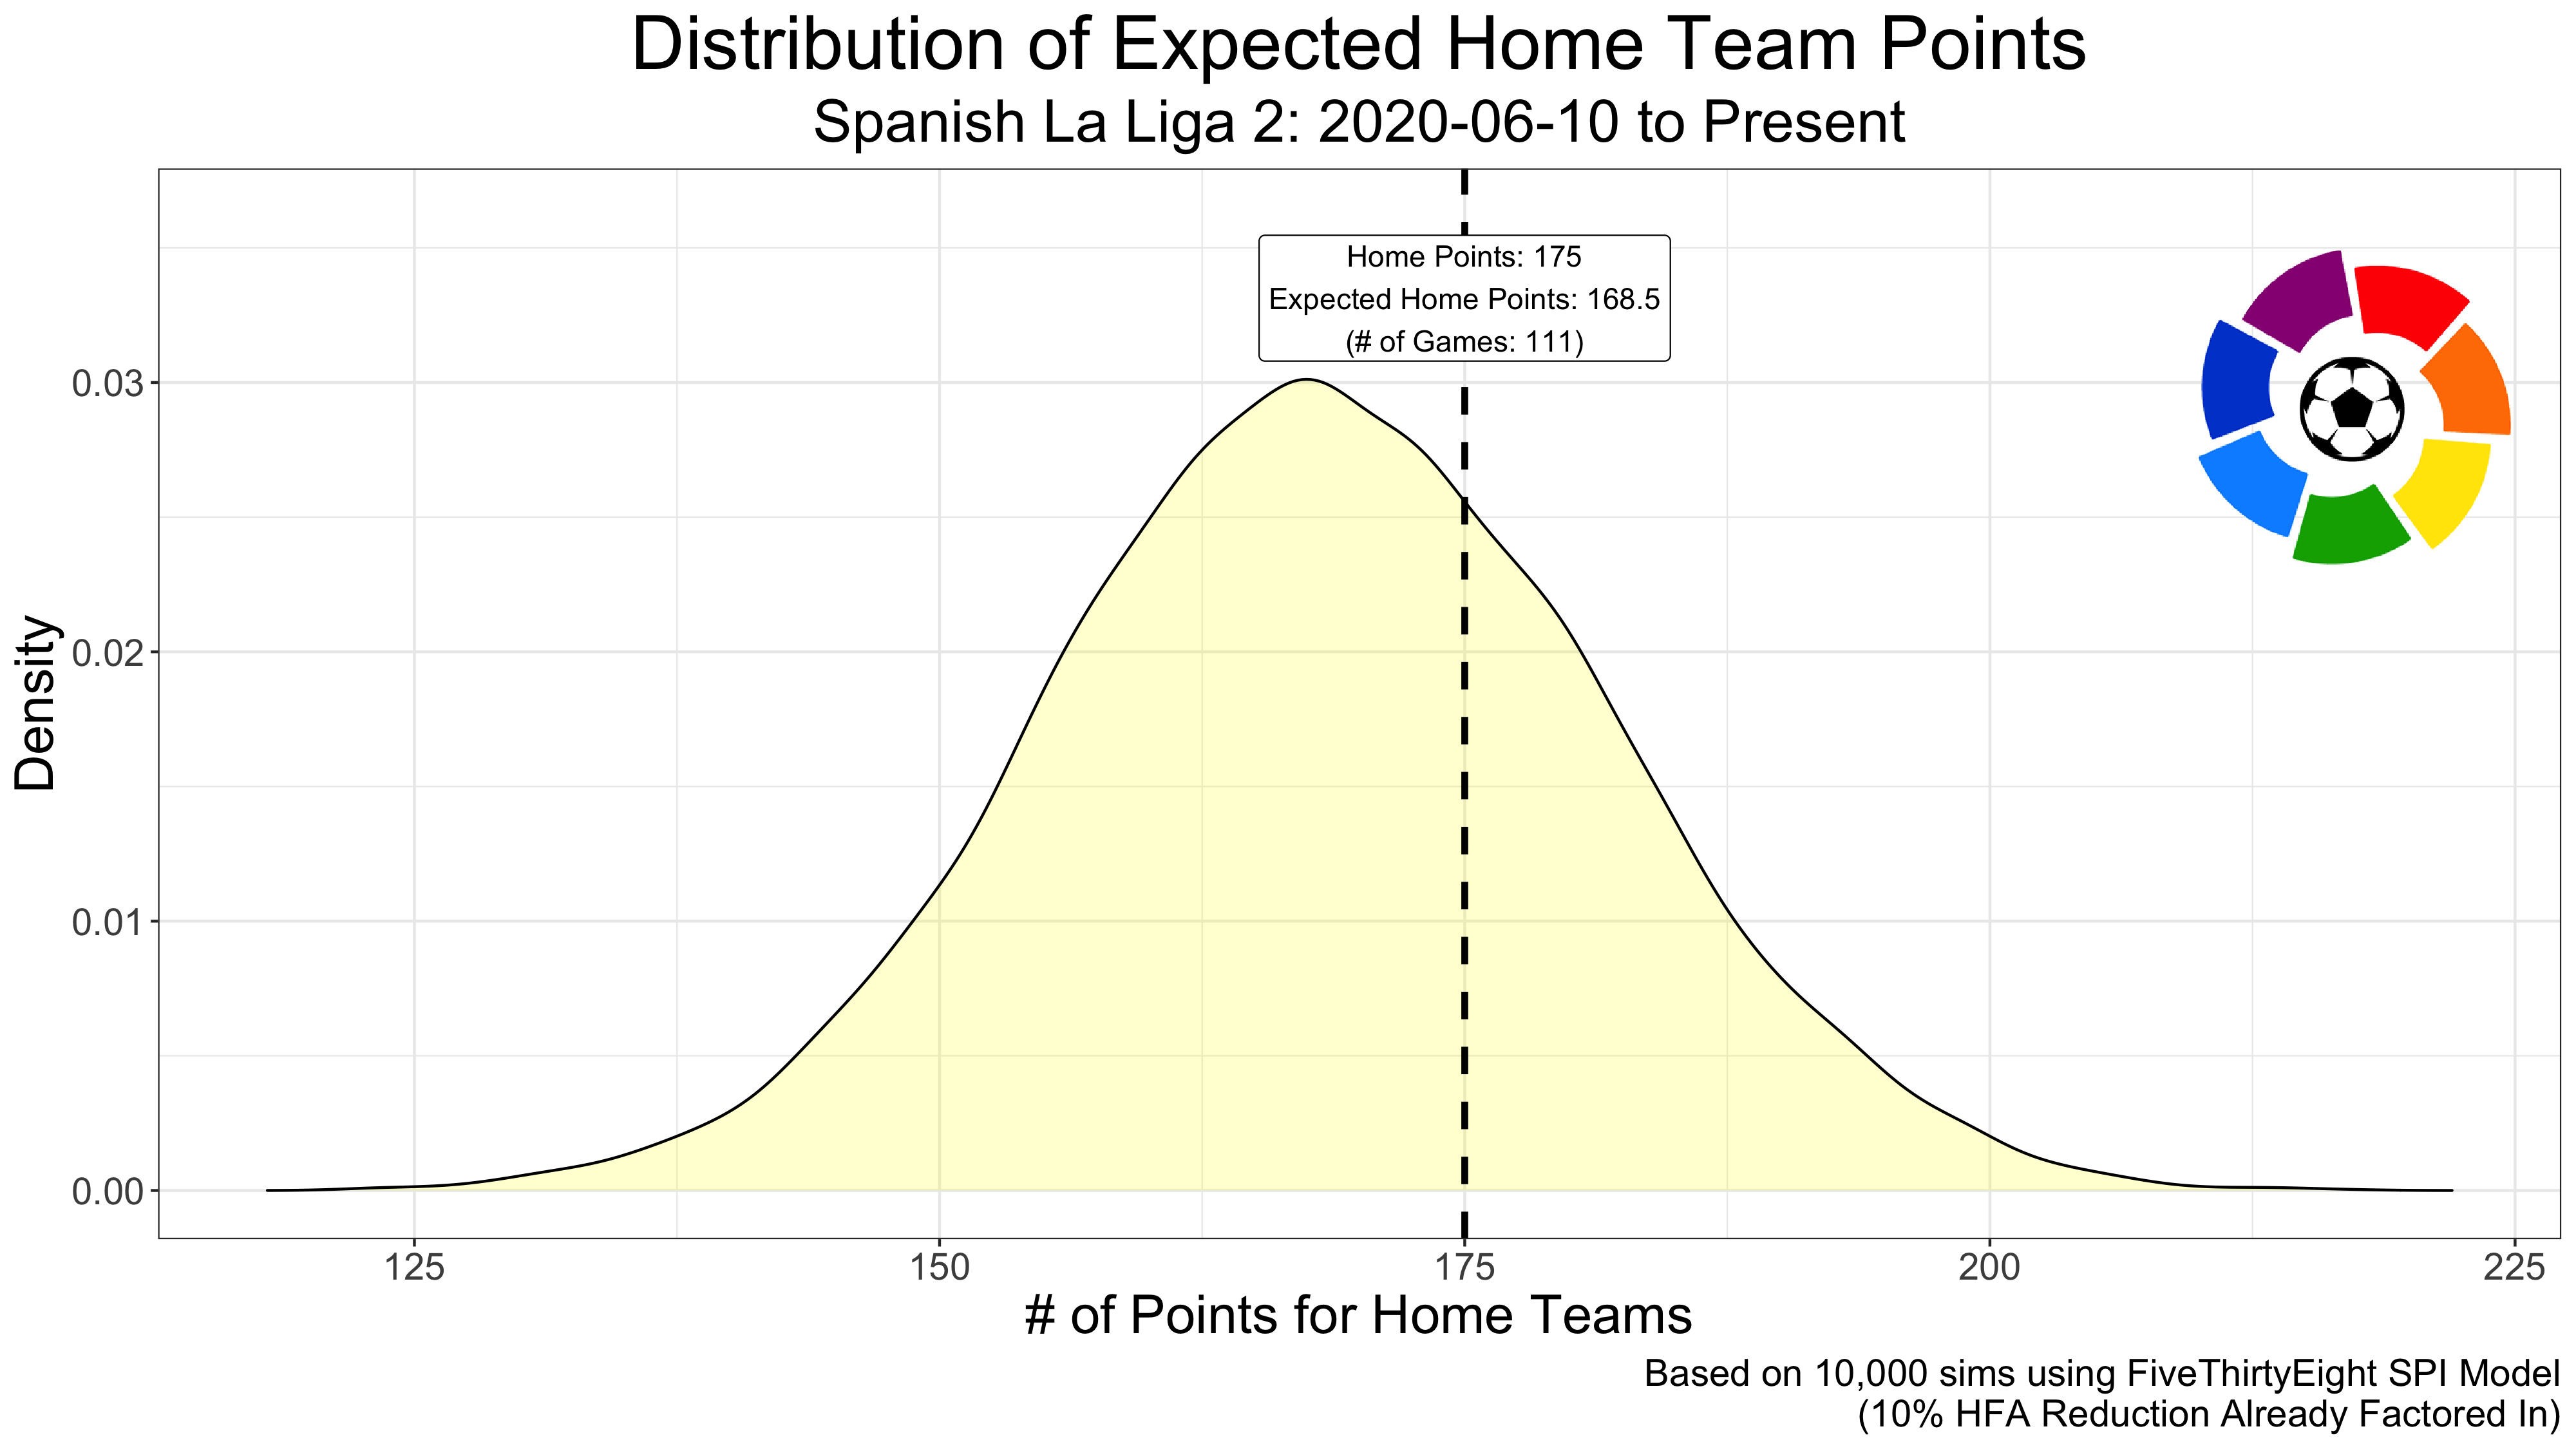 Distribution of Expected Home Team Points
Spanish La Liga 2: 2020-06-10 to Present
Home Points: 175
Expected Home Points: 168.5
(# of Games: 111)
Density
0.03
0.02
0.01
0.00
125 150 175 200 225
# of Points for Home Teams
Based on 10,000 sims using FiveThirtyEight SPI Model
(10% HFA Reduction Already Factored In)